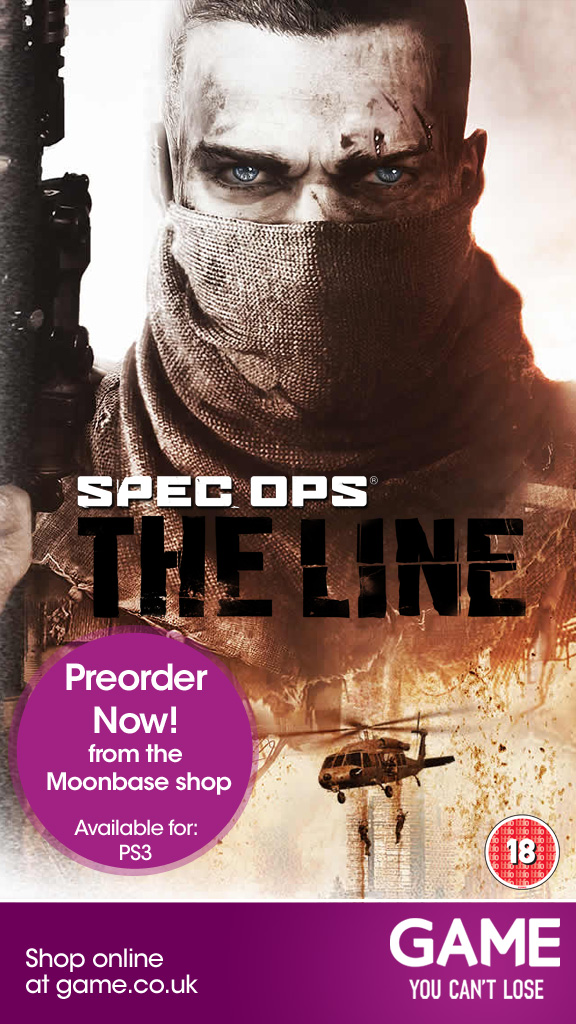 SPEC OPS®
THE LINE
Preorder
Now!
from the
Moonbase shop
Available for:
PS3
18
Shop online
at game.co.uk
GAME
YOU CAN'T LOSE